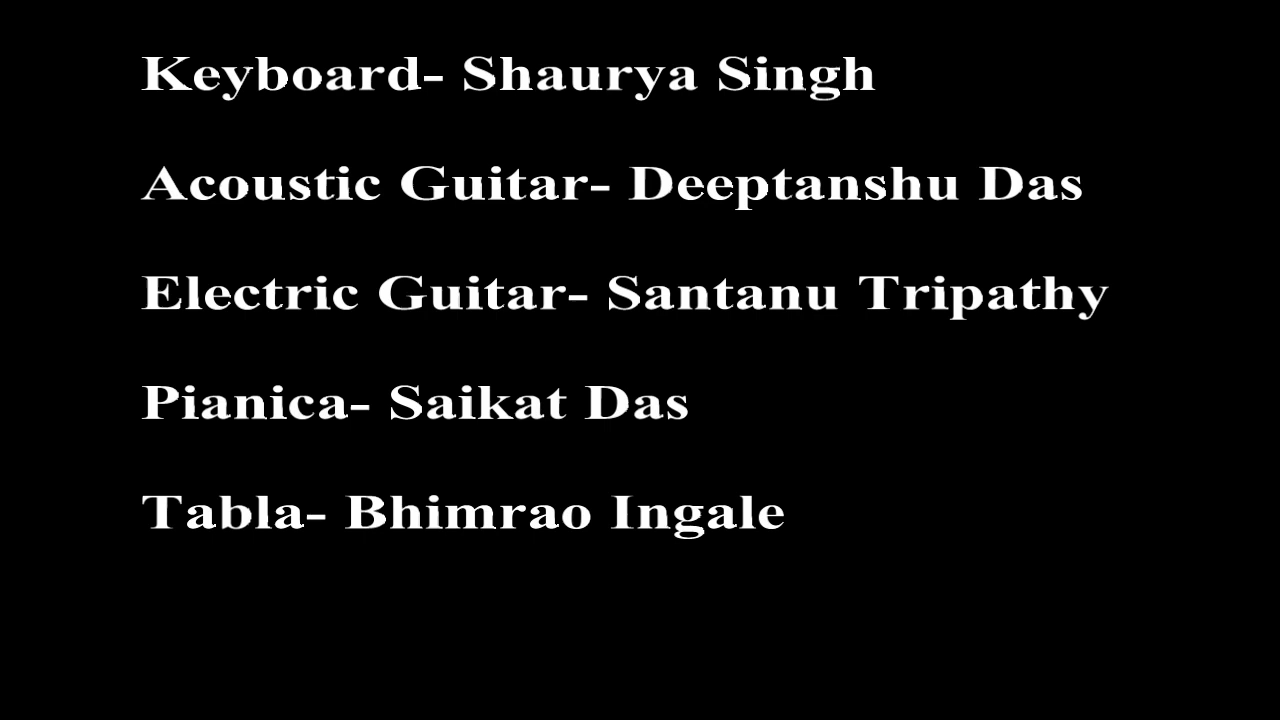 Keyboard- Shaurya Singh
Acoustic Guitar- Deeptanshu Das
Electric Guitar- Santanu Tripathy
Pianica- Saikat Das
Tabla- Bhimrao Ingale